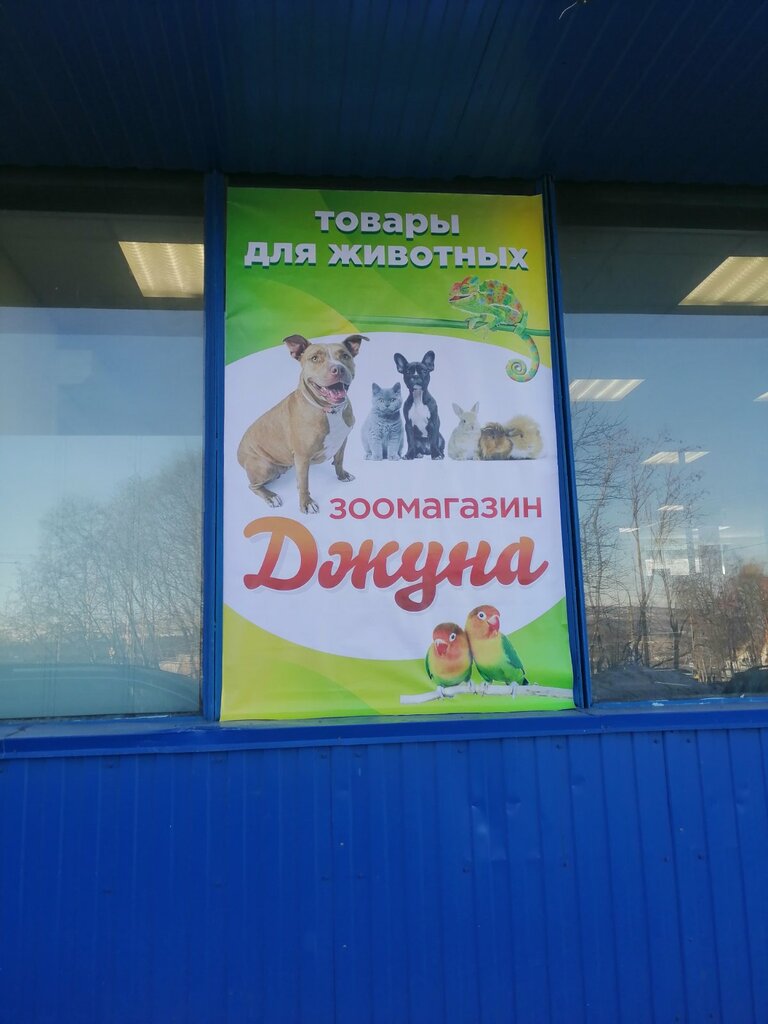 товары
для животных
зоомагазин
Джуна